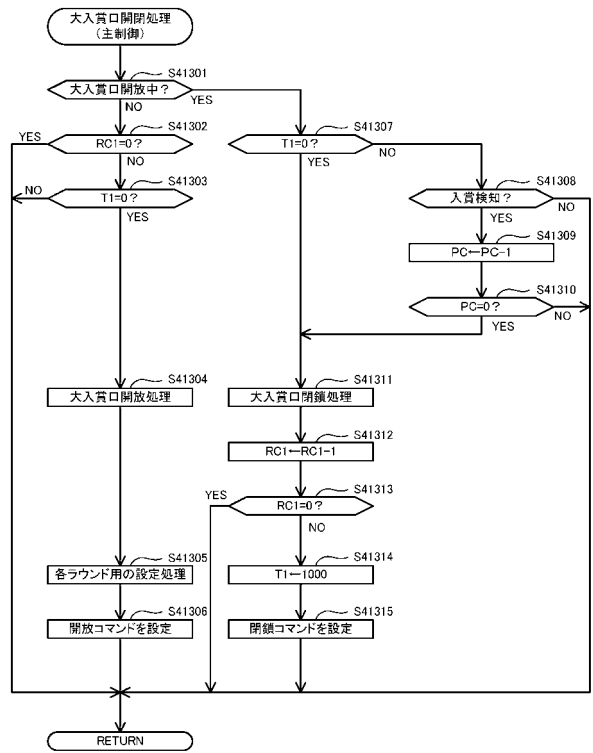 大入賞口開閉処理
(主制御)
S41301
大入賞口開放中？
YES
NO
S41302
YES
RC1=0？
NO
S41303
NO
T1=0？
YES
S41304
大入賞口開放処理
S41305
各ラウンド用の設定処理
S41306
開放コマンドを設定
S41307
T1=0？
NO
YES
S41308
入賞検知？
YES
NO
S41309
PC←PC-1
S41310
PC=0？
NO
YES
S41311
大入賞口閉鎖処理
S41312
RC1←RC1-1
S41313
YES
RC1=0？
NO
S41314
T1←1000
S41315
閉鎖コマンドを設定
RETURN